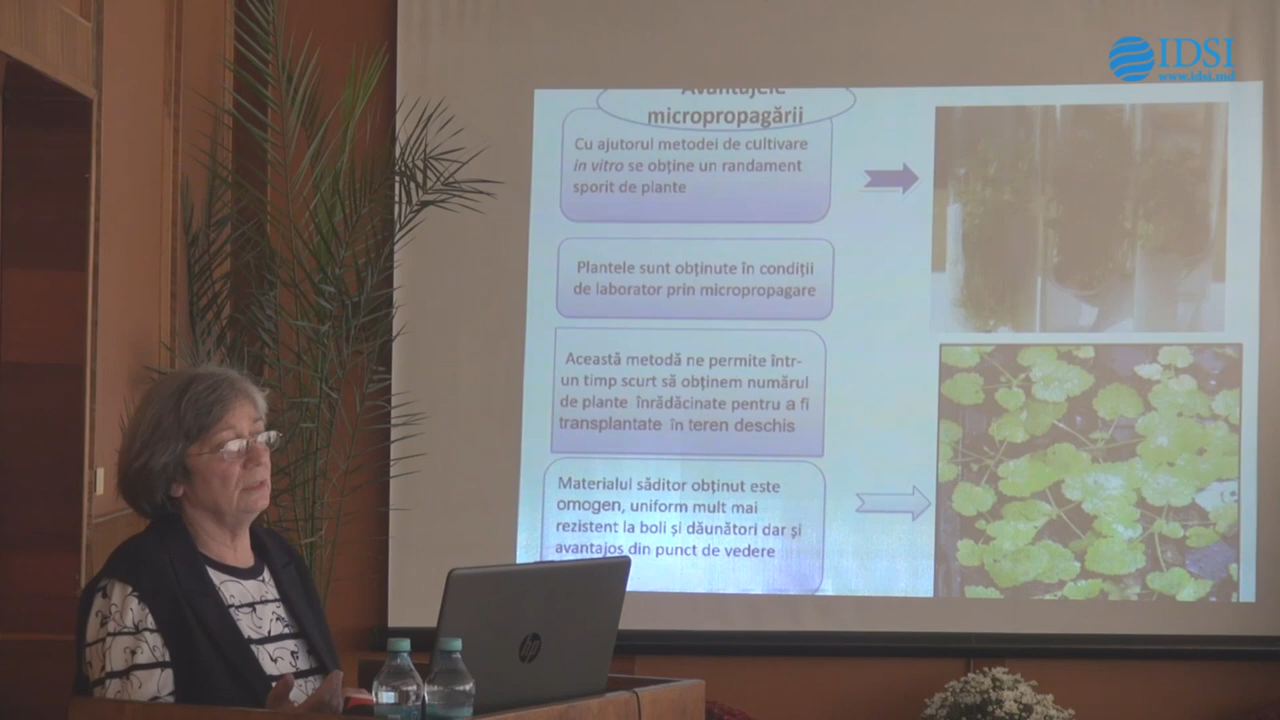 IDSI
www.idsi.md
Avantajele
micropropagării
Cu ajutorul metodei de cultivare
in vitro se obține un randament
sporit de plante
Plantele sunt obținute în condiții
de laborator prin micropropagare
Această metodă ne permite într-
un timp scurt să obținem numărul
de plante înrădăcinate pentru a fi
transplantate în teren deschis
Materialul săditor obținut este
omogen, uniform mult mai
rezistent la boli și dăunători dar și
avantajos din punct de vedere
hp